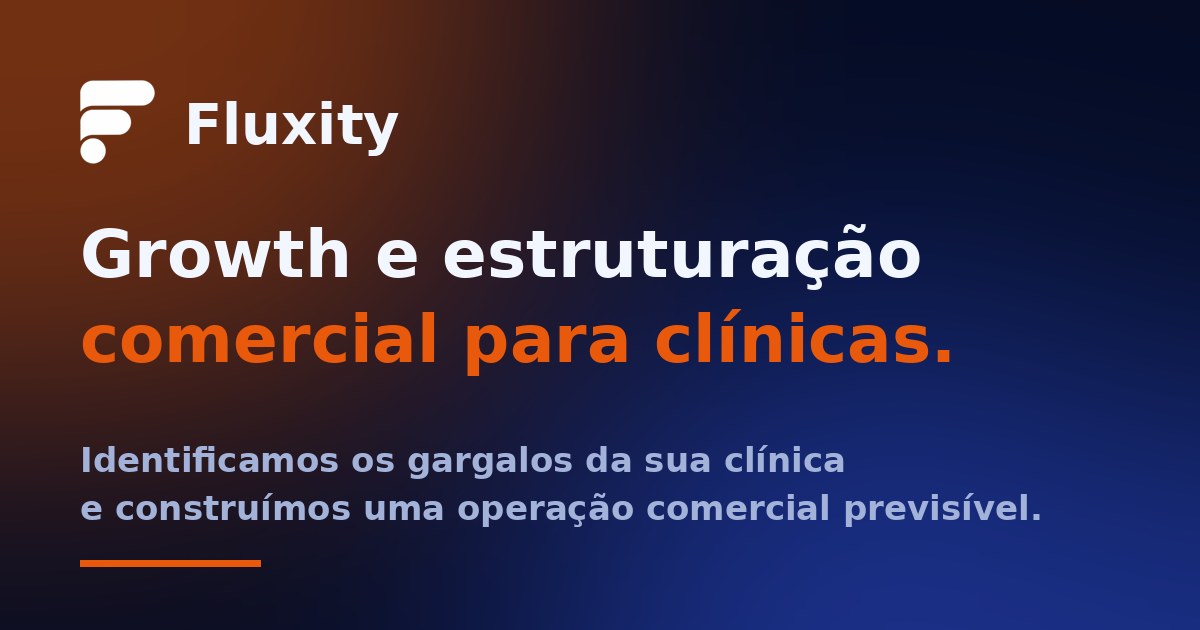 Fluxity
Growth e estruturação
comercial para clínicas.
Identificamos os gargalos da sua clínica
e construímos uma operação comercial previsível.